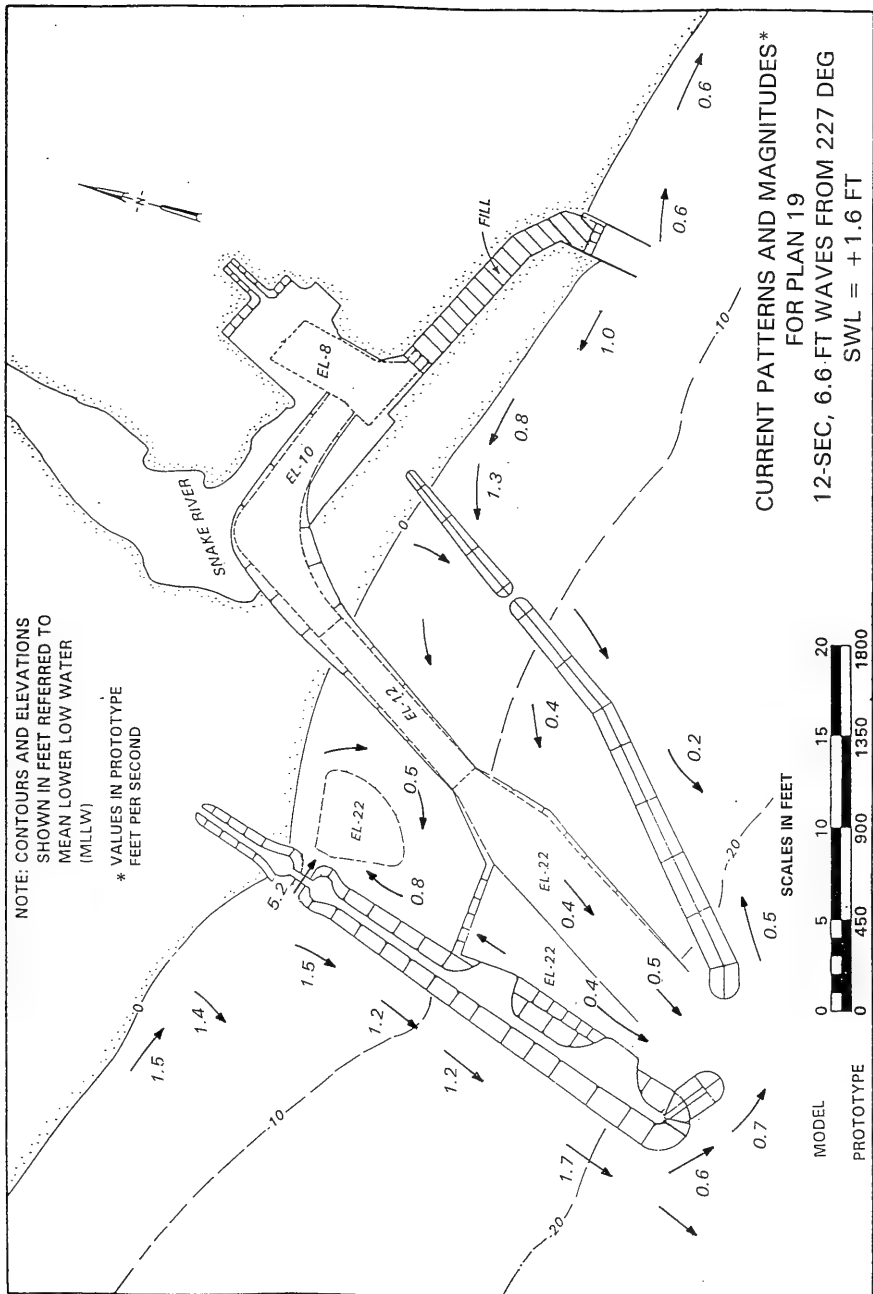 NOTE: CONTOURS AND ELEVATIONS
SHOWN IN FEET REFERRED TO
MEAN LOWER LOW WATER
(MLLW)
* VALUES IN PROTOTYPE
FEET PER SECOND
-N-
SNAKE RIVER
EL-8
EL-10
EL-12
FILL
0
0
EL-22
EL-22
EL-22
5.2
0.5
0.8
1.5
1.4
1.5
1.2
1.2
1.7
0.6
0.7
0.4
0.4
0.5
0.5
0.4
0.2
1.3
0.8
1.0
0.6
0.6
-10
-10
-20
-20
CURRENT PATTERNS AND MAGNITUDES*
FOR PLAN 19
12-SEC, 6.6-FT WAVES FROM 227 DEG
SWL = +1.6 FT
SCALES IN FEET
MODEL 0 5 10 15 20
PROTOTYPE 0 450 900 1350 1800